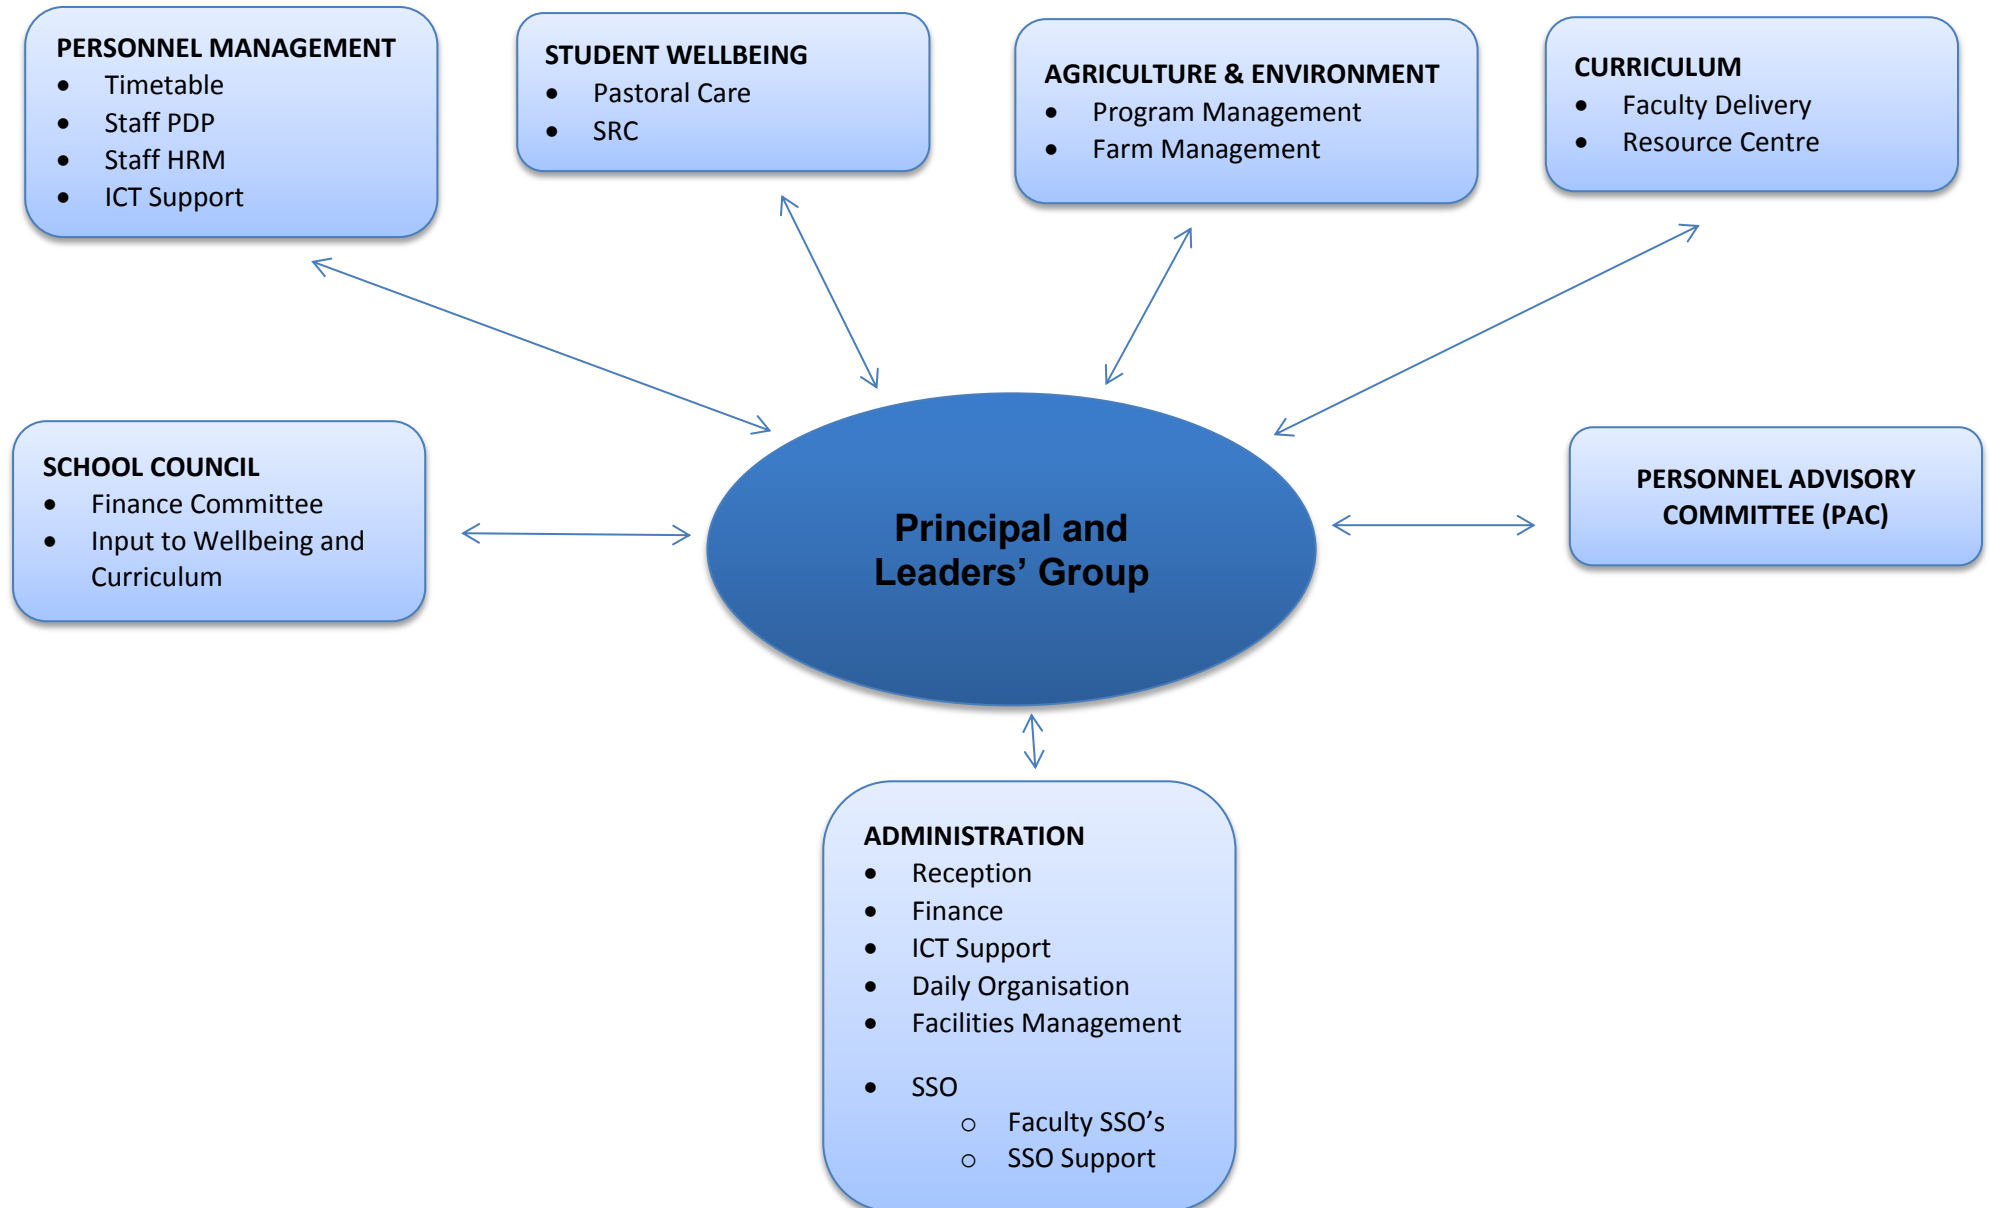 PERSONNEL MANAGEMENT
• Timetable
• Staff PDP
• Staff HRM
• ICT Support
STUDENT WELLBEING
• Pastoral Care
• SRC
AGRICULTURE & ENVIRONMENT
• Program Management
• Farm Management
CURRICULUM
• Faculty Delivery
• Resource Centre
SCHOOL COUNCIL
• Finance Committee
• Input to Wellbeing and
Curriculum
Principal and
Leaders’ Group
PERSONNEL ADVISORY
COMMITTEE (PAC)
ADMINISTRATION
• Reception
• Finance
• ICT Support
• Daily Organisation
• Facilities Management
• SSO
o Faculty SSO’s
o SSO Support